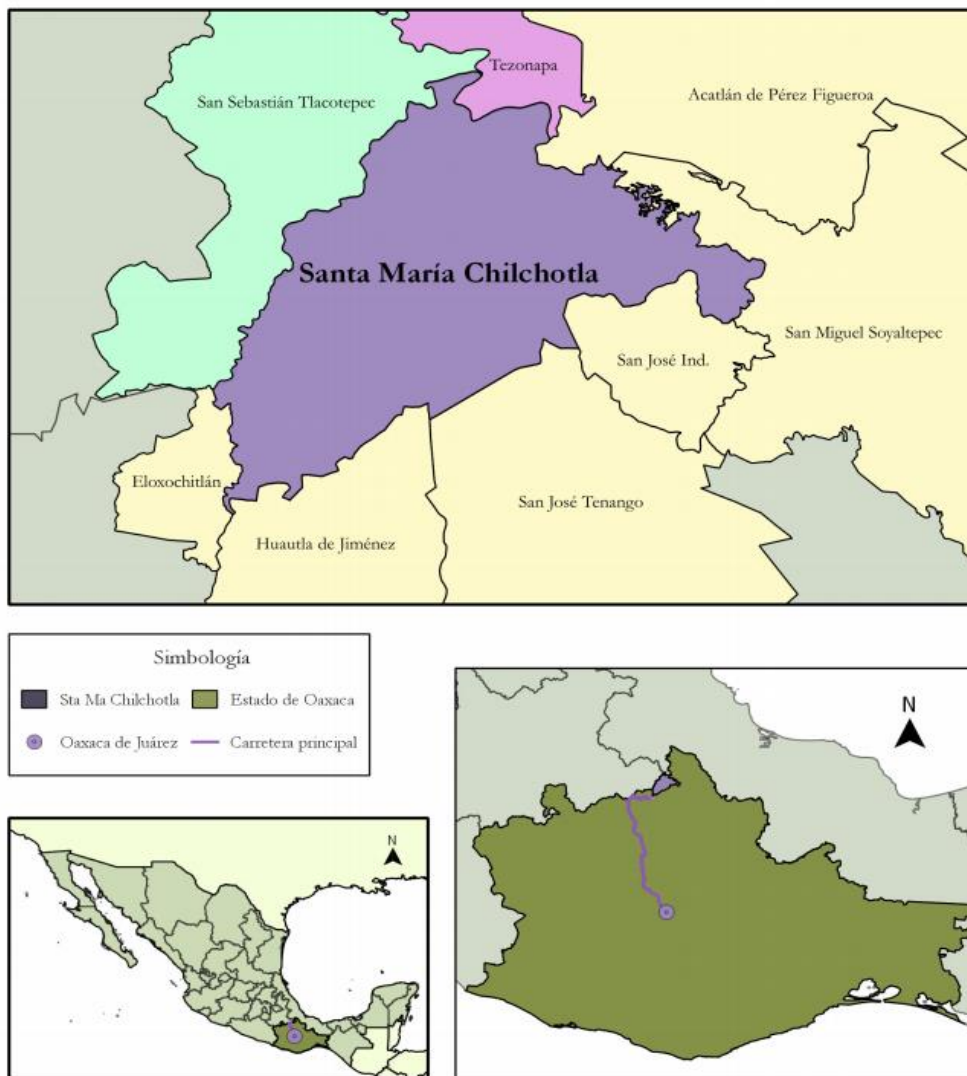 Tezonapa
San Sebastián Tlacotepec
Acatlán de Pérez Figueroa
Santa María Chilchotla
San Miguel Soyaltepec
San José Ind.
Eloxochitlán
San José Tenango
Huautla de Jiménez
Simbología
Sta Ma Chilchotla
Estado de Oaxaca
Oaxaca de Juárez
Carretera principal
N
N